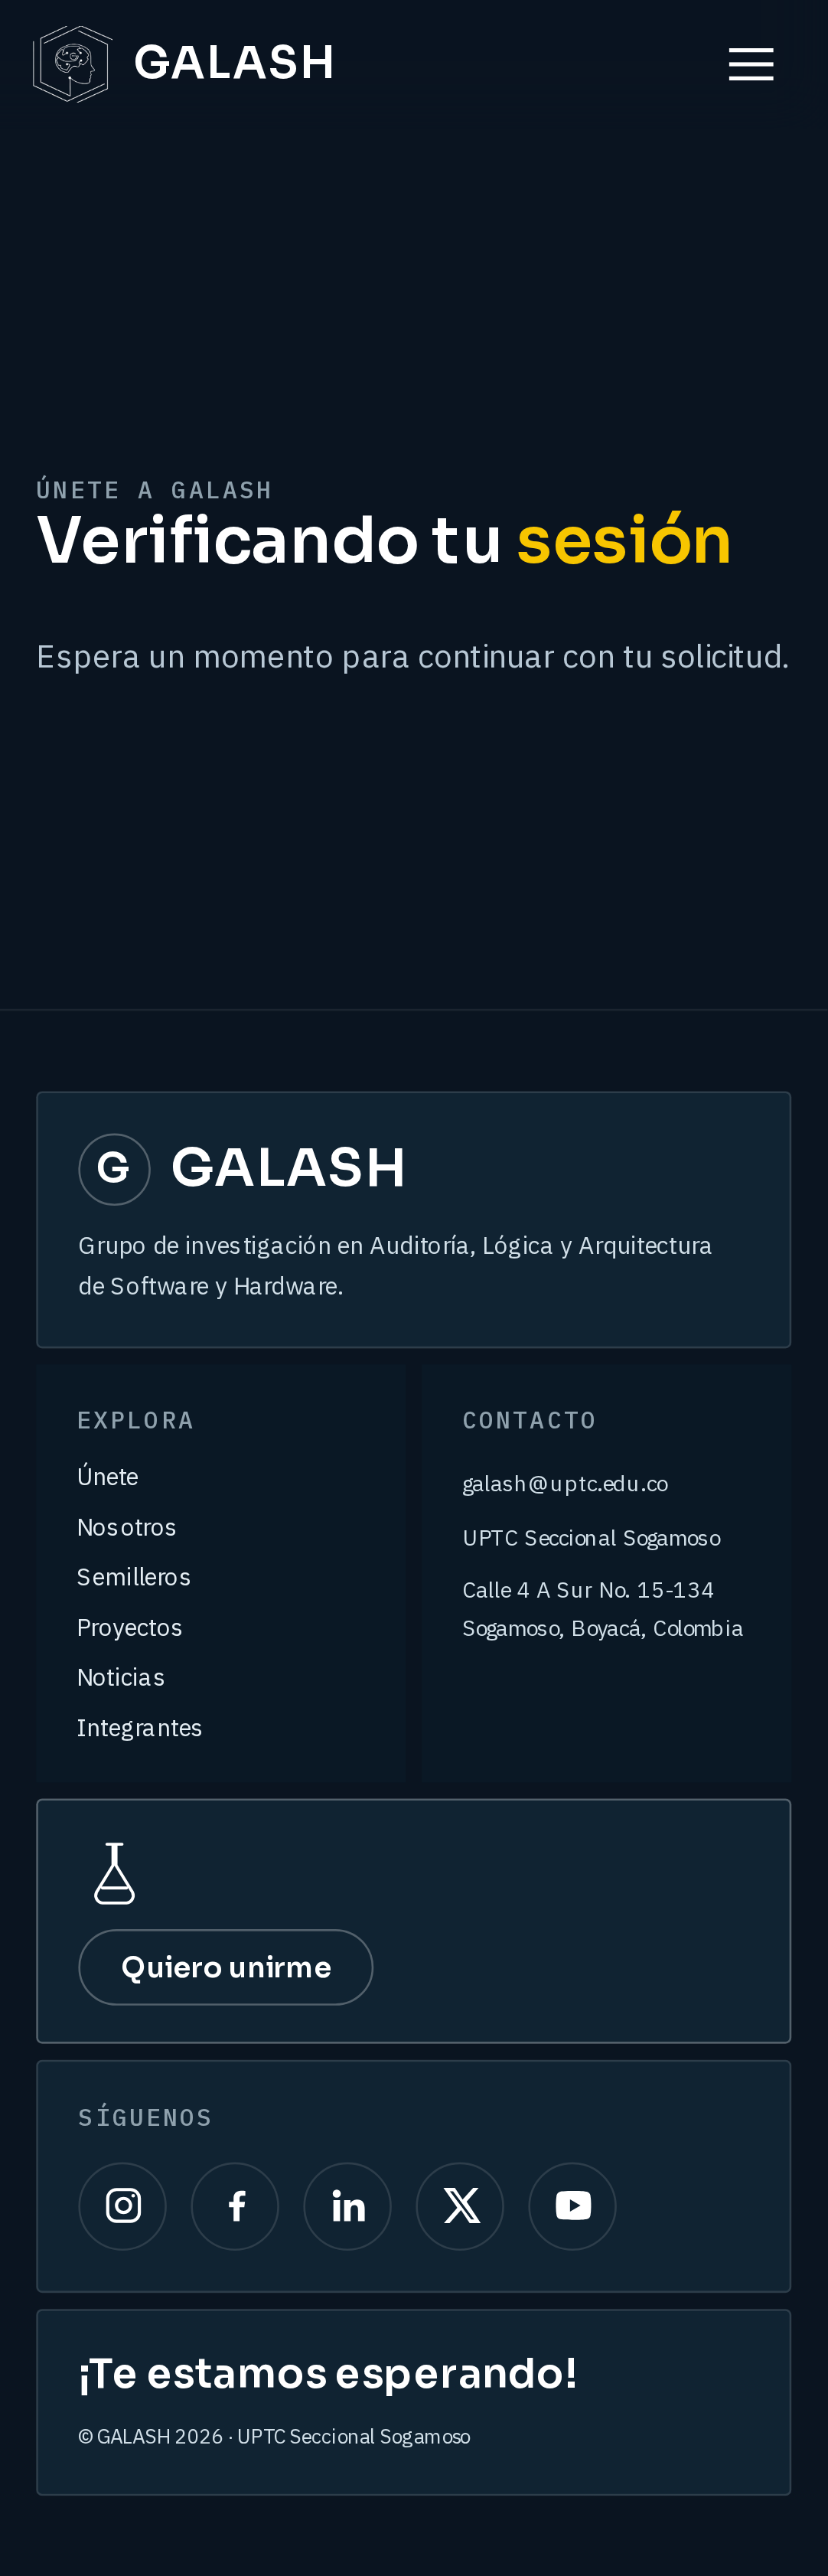 GALASH
ÚNETE A GALASH
Verificando tu sesión
Espera un momento para continuar con tu solicitud.
G GALASH
Grupo de investigación en Auditoría, Lógica y Arquitectura
de Software y Hardware.
EXPLORA
Únete
Nosotros
Semilleros
Proyectos
Noticias
Integrantes
CONTACTO
galash@uptc.edu.co
UPTC Seccional Sogamoso
Calle 4 A Sur No. 15-134
Sogamoso, Boyacá, Colombia
Quiero unirme
SÍGUENOS
¡Te estamos esperando!
© GALASH 2026 · UPTC Seccional Sogamoso